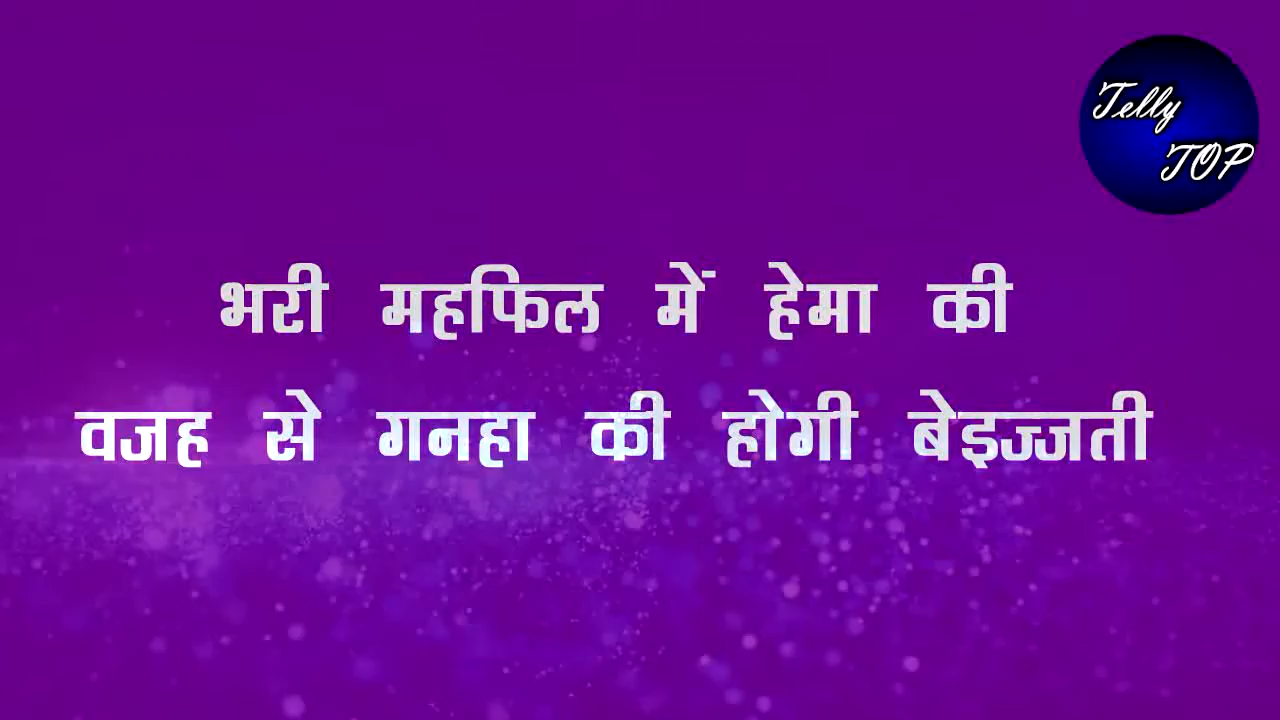 Telly
TOP
भरी महफिल में हेमा की
वजह से गनहा की होगी बेइज्जती